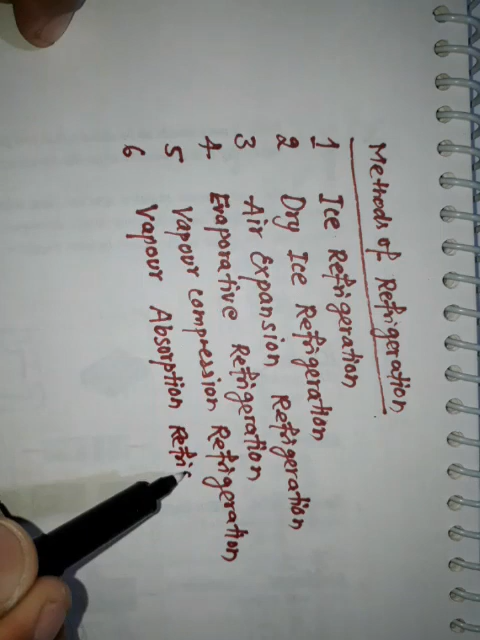 Methods of Refrigeration
1 Ice Refrigeration
2 Dry Ice Refrigeration
3 Air Expansion Refrigeration
4 Evaporative Refrigeration
5 Vapour compression Refrigeration
6 Vapour Absorption Refri